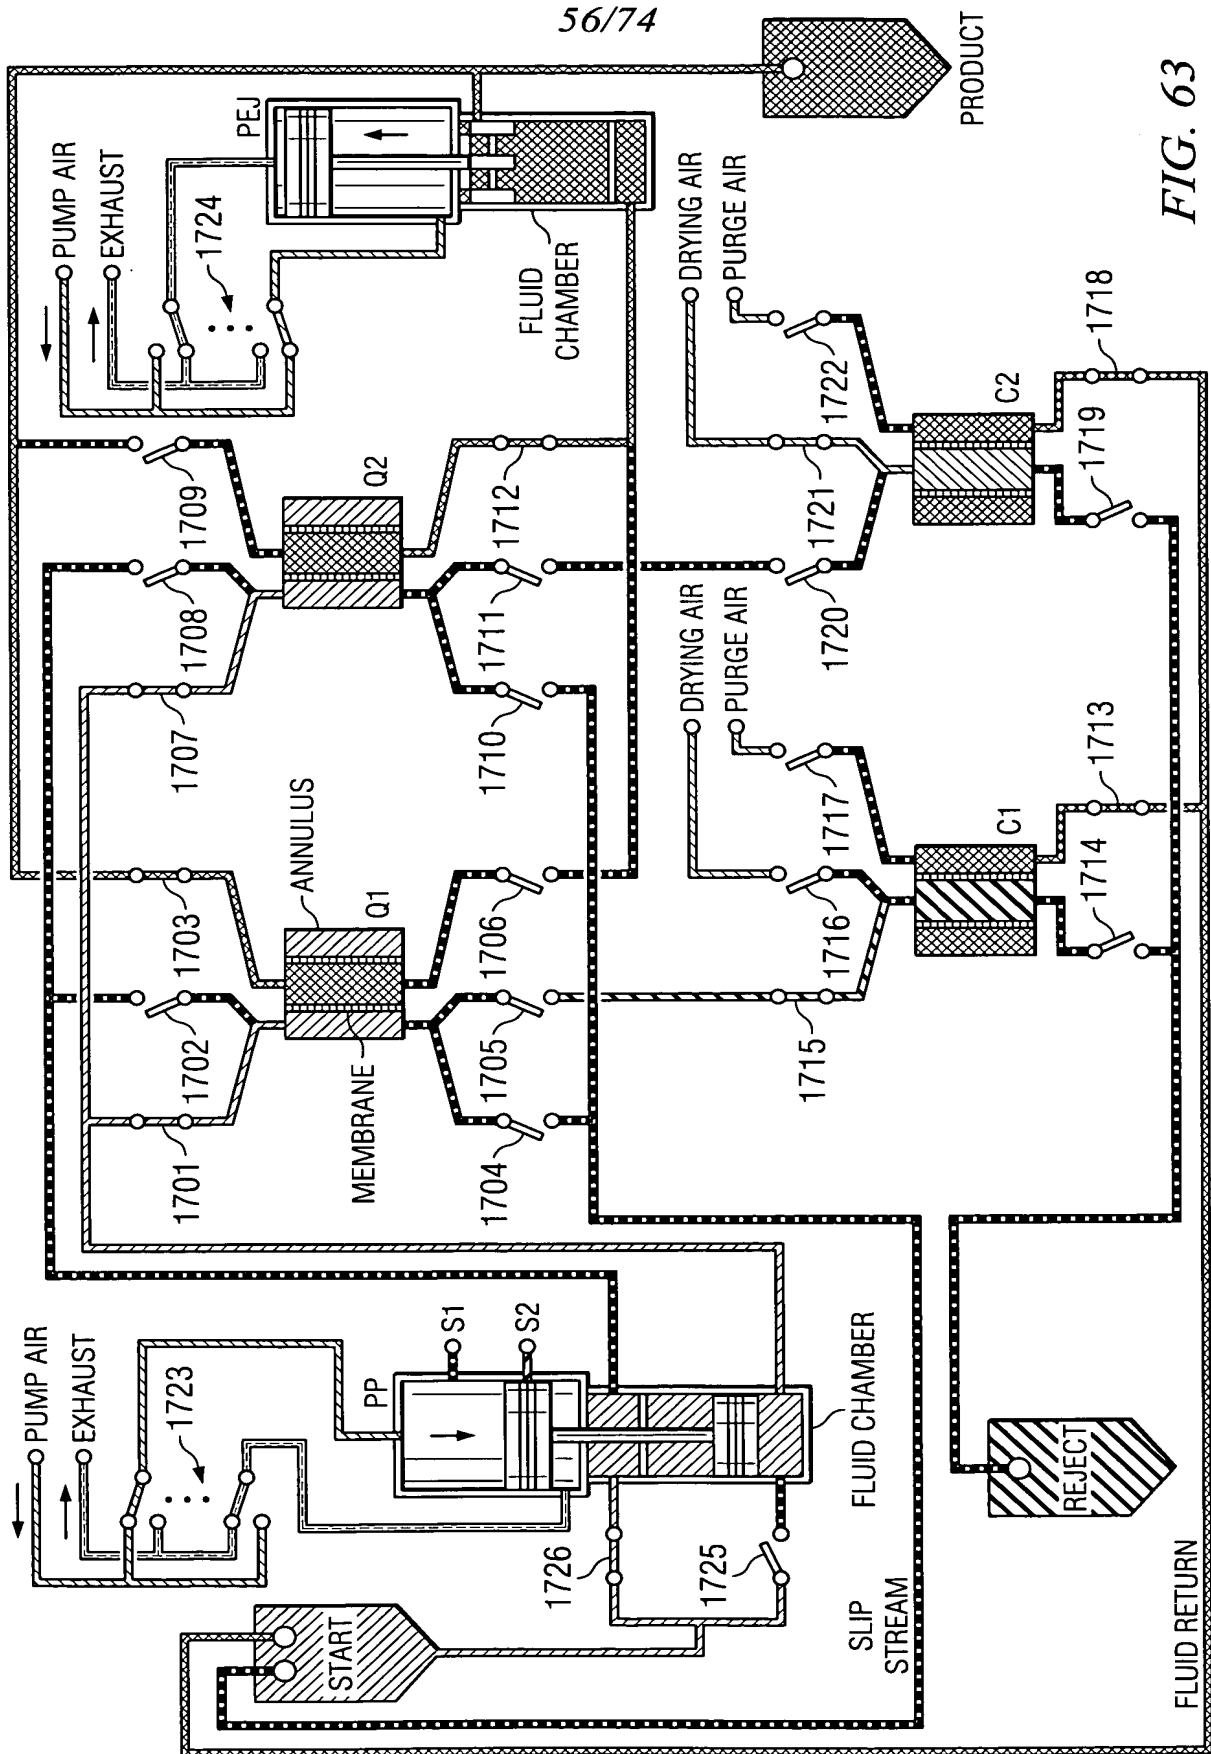 56/74
PUMP AIR
EXHAUST
1723
PP
S1
S2
FLUID CHAMBER
1726
1725
START
SLIP
STREAM
FLUID RETURN
REJECT
1701
1702
1703
MEMBRANE
ANNULUS
Q1
1704
1705
1706
1707
1708
1709
Q2
1710
1711
1712
PUMP AIR
EXHAUST
1724
PEJ
FLUID
CHAMBER
PRODUCT
DRYING AIR
PURGE AIR
1715
1716
1717
C1
1714
1713
DRYING AIR
PURGE AIR
1720
1721
1722
C2
1719
1718
FIG. 63